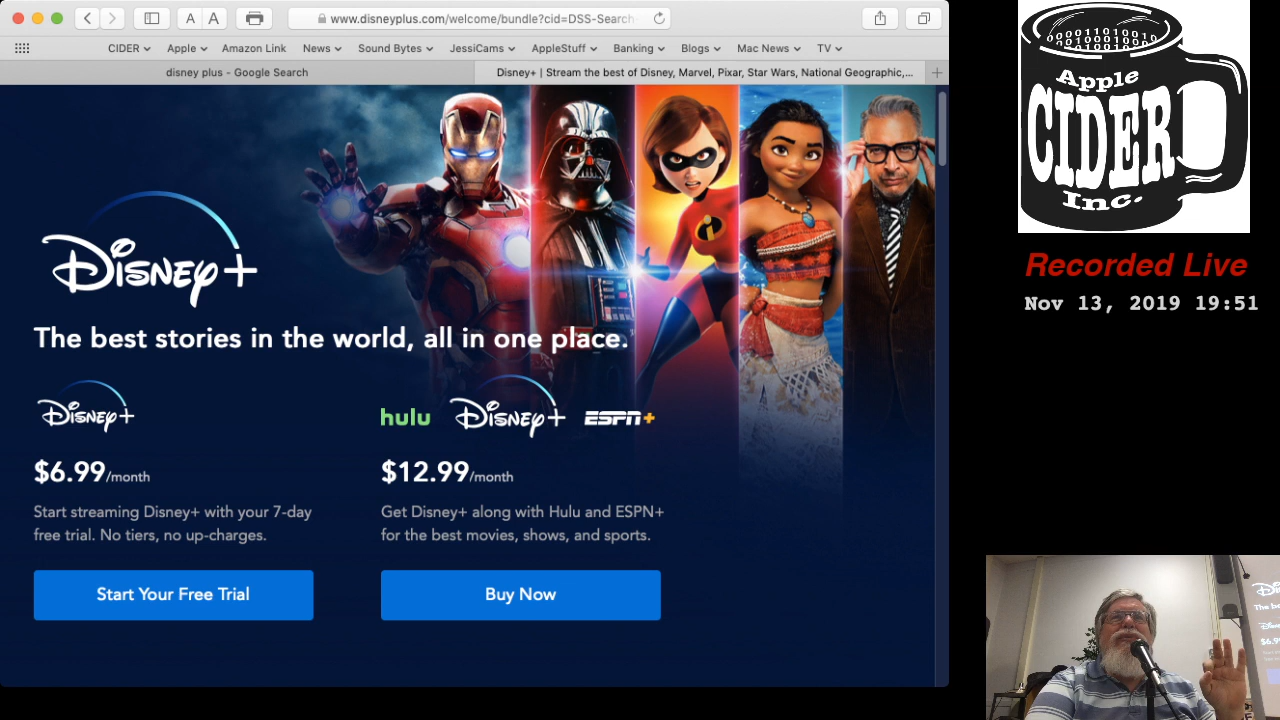 www.disneyplus.com/welcome/bundle?cid=DSS-Search
A A
CIDER Apple Amazon Link News Sound Bytes JessiCams AppleStuff Banking Blogs Mac News TV
disney plus - Google Search
Disney+ | Stream the best of Disney, Marvel, Pixar, Star Wars, National Geographic,...
Disney+
The best stories in the world, all in one place.
Disney+
hulu Disney+ ESPN+
$6.99/month
$12.99/month
Start streaming Disney+ with your 7-day
free trial. No tiers, no up-charges.
Get Disney+ along with Hulu and ESPN+
for the best movies, shows, and sports.
Start Your Free Trial
Buy Now
000011010010
Apple
CIDER
Inc.
Recorded Live
Nov 13, 2019 19:51